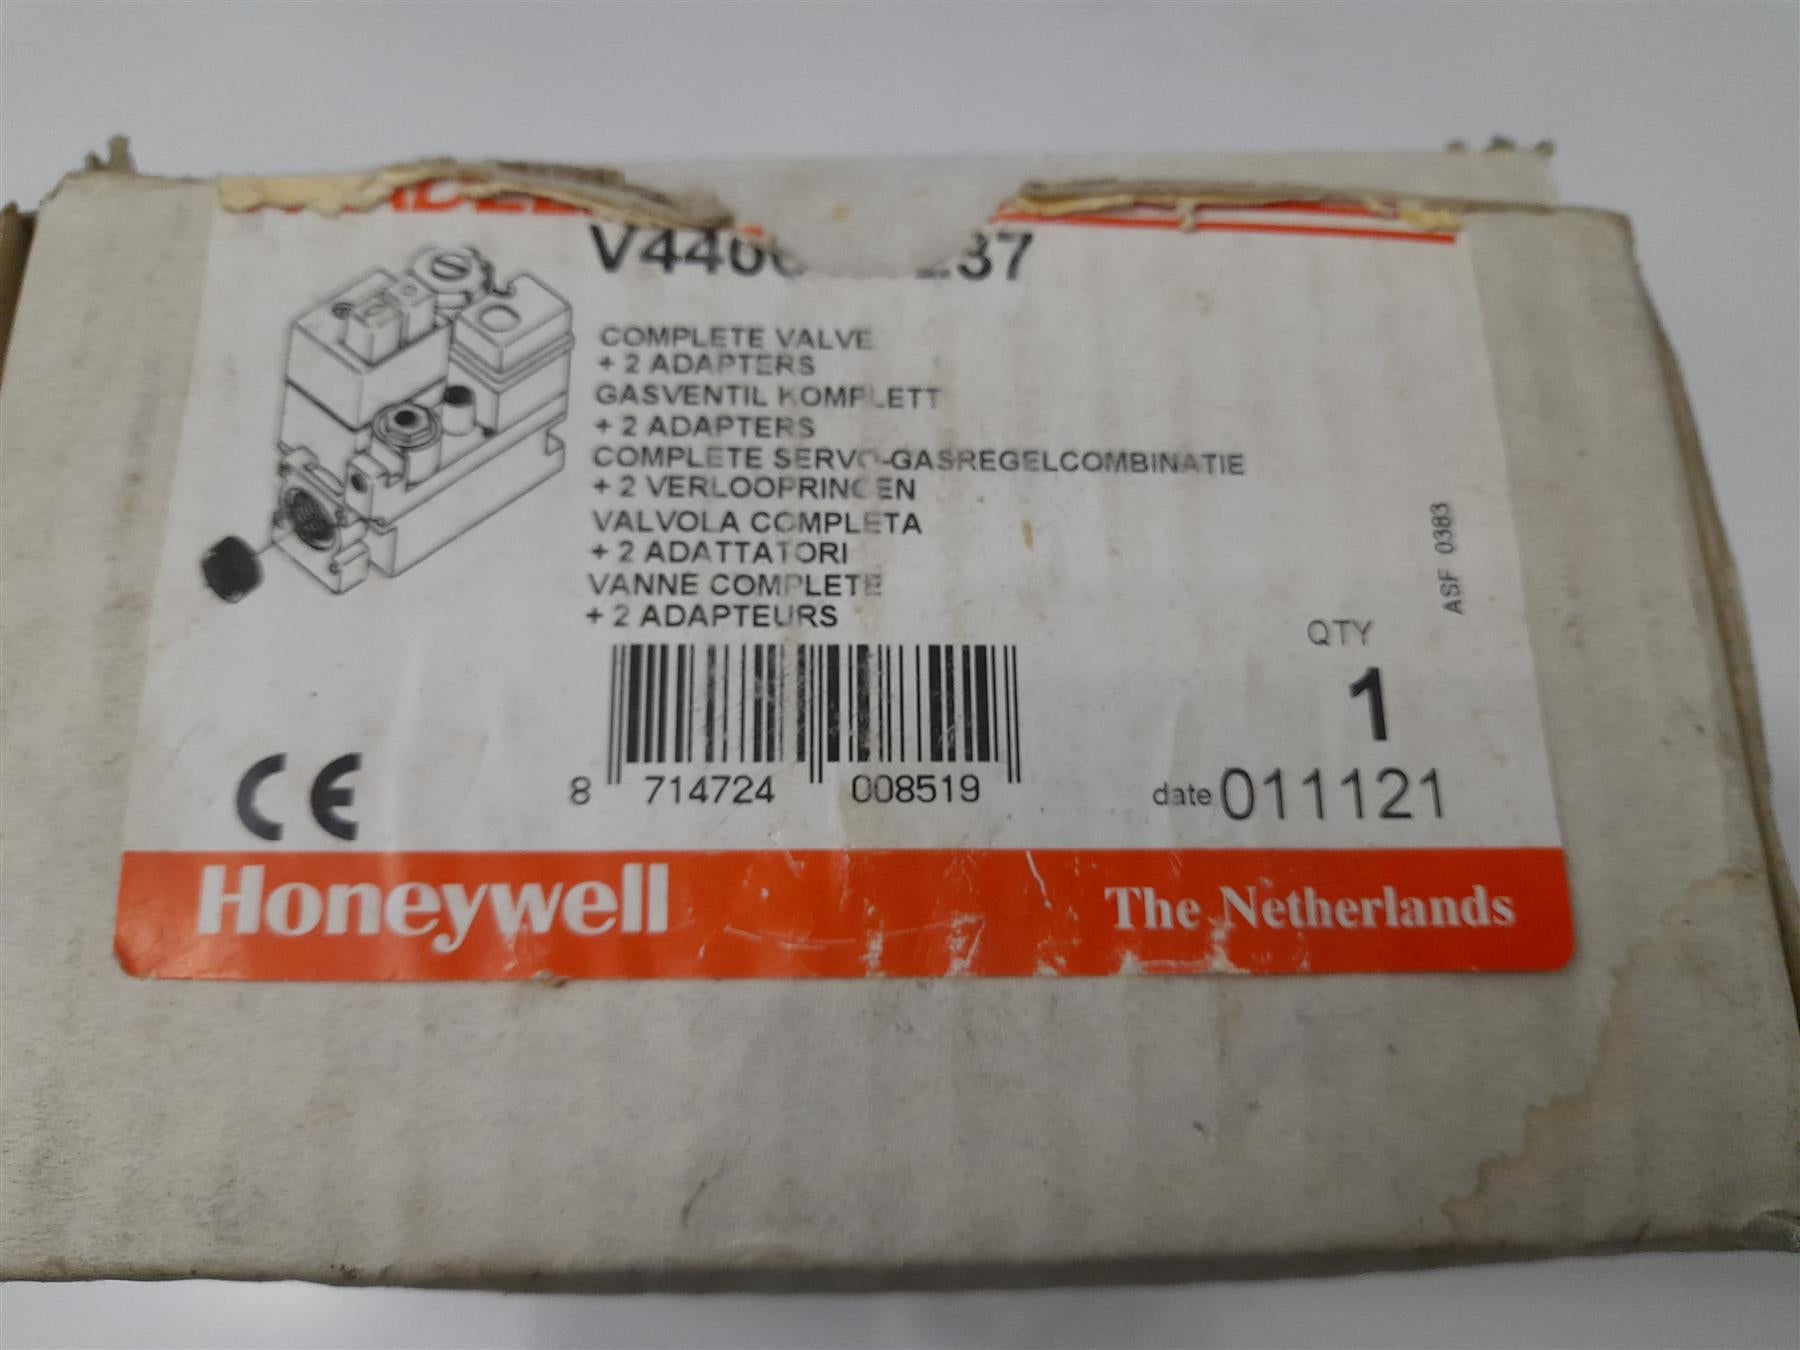 COMPLETE VALVE
+ 2 ADAPTERS
GASVENTIL KOMPLETT
+ 2 ADAPTERS
COMPLETE SERVO-GASREGELCOMBINATIE
+ 2 VERLOOPRINGEN
VALVOLA COMPLETA
+ 2 ADATTATORI
VANNE COMPLETE
+ 2 ADAPTEURS
ASF 0383
QTY
1
8 714724 008519
date 011121
CE
Honeywell The Netherlands